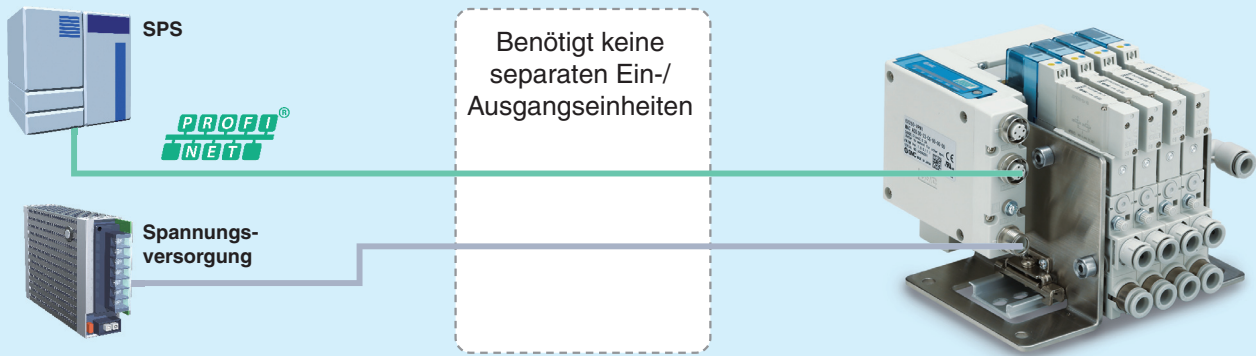 SPS
PROFI®
NET
Benötigt keine
separaten Ein-/
Ausgangseinheiten
Spannungs-
versorgung